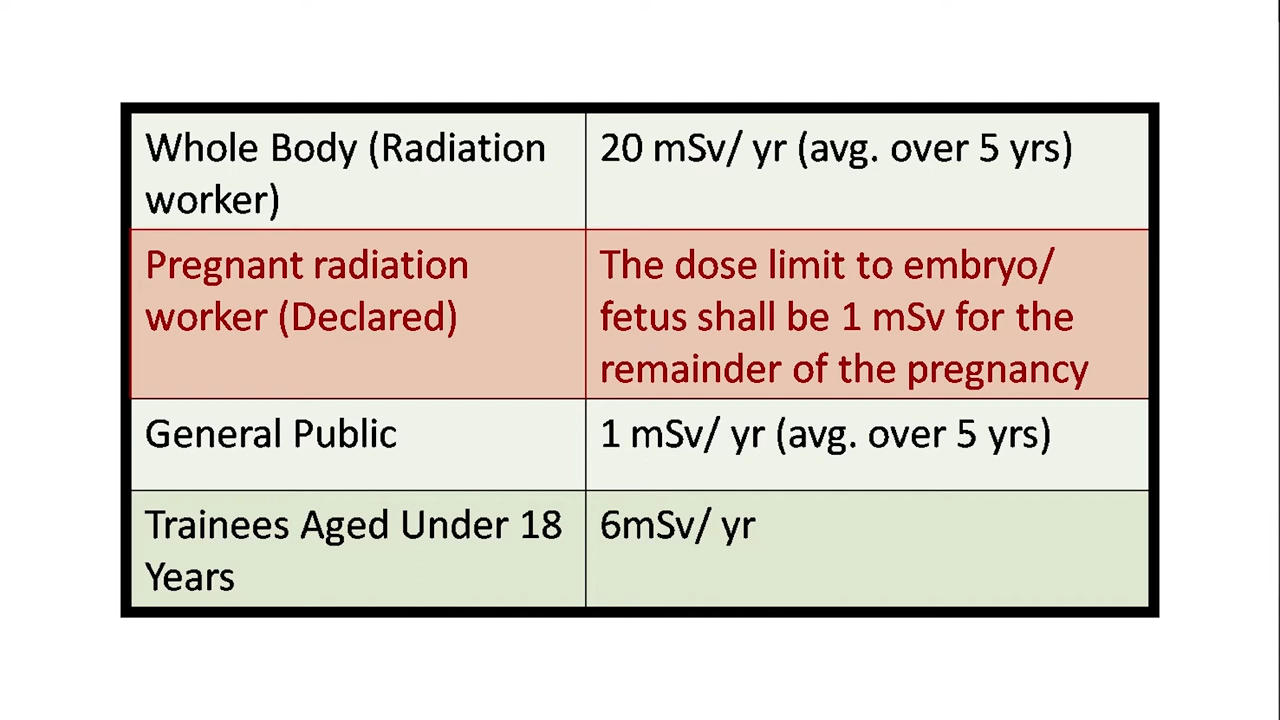 Whole Body (Radiation
worker)
20 mSv/ yr (avg. over 5 yrs)
Pregnant radiation
worker (Declared)
The dose limit to embryo/
fetus shall be 1 mSv for the
remainder of the pregnancy
General Public
1 mSv/ yr (avg. over 5 yrs)
Trainees Aged Under 18
Years
6mSv/ yr